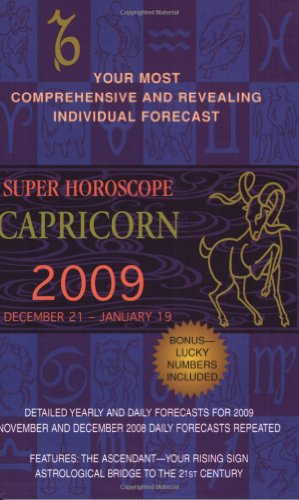 YOUR MOST
COMPREHENSIVE AND REVEALING
INDIVIDUAL FORECAST
SUPER HOROSCOPE
CAPRICORN
2009
DECEMBER 21 – JANUARY 19
BONUS—
LUCKY
NUMBERS
INCLUDED
DETAILED YEARLY AND DAILY FORECASTS FOR 2009
NOVEMBER AND DECEMBER 2008 DAILY FORECASTS REPEATED
FEATURES: THE ASCENDANT—YOUR RISING SIGN
ASTROLOGICAL BRIDGE TO THE 21ST CENTURY